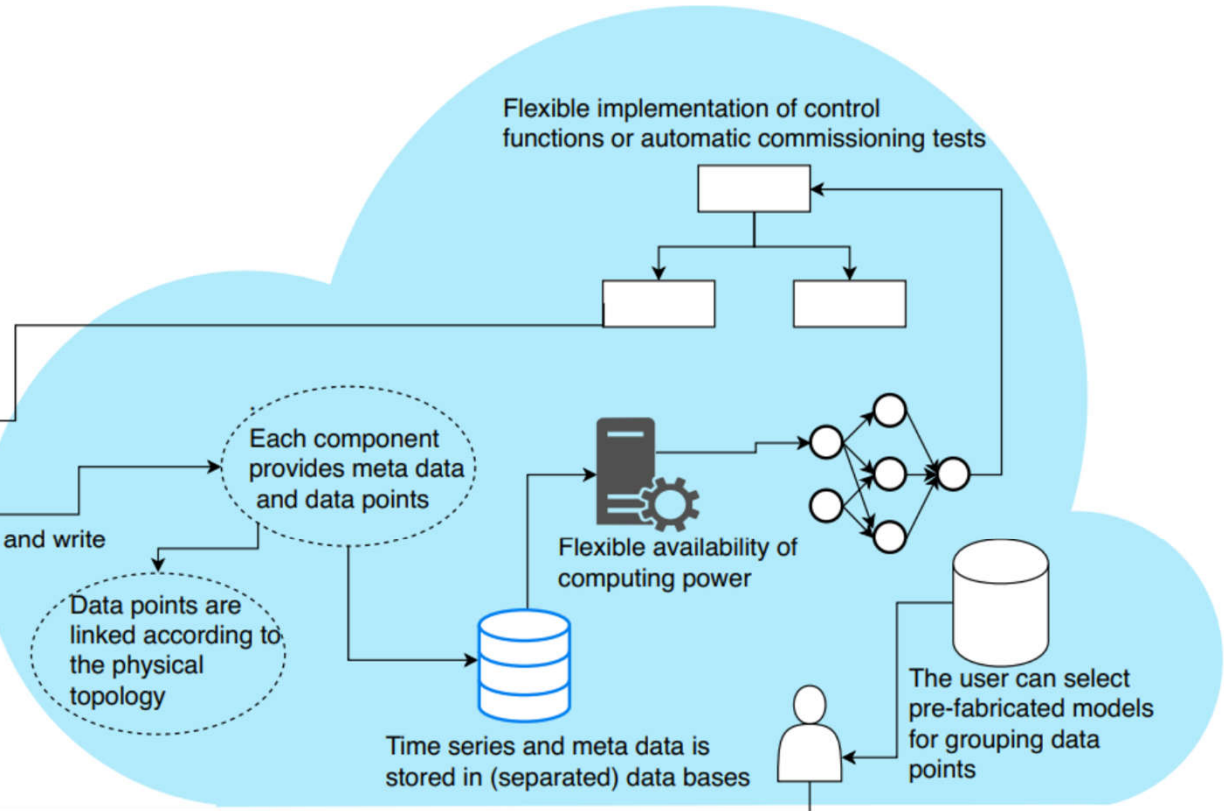 Flexible implementation of control
functions or automatic commissioning tests
Each component
provides meta data
and data points
and write
Flexible availability of
computing power
Data points are
linked according to
the physical
topology
The user can select
pre-fabricated models
for grouping data
points
Time series and meta data is
stored in (separated) data bases